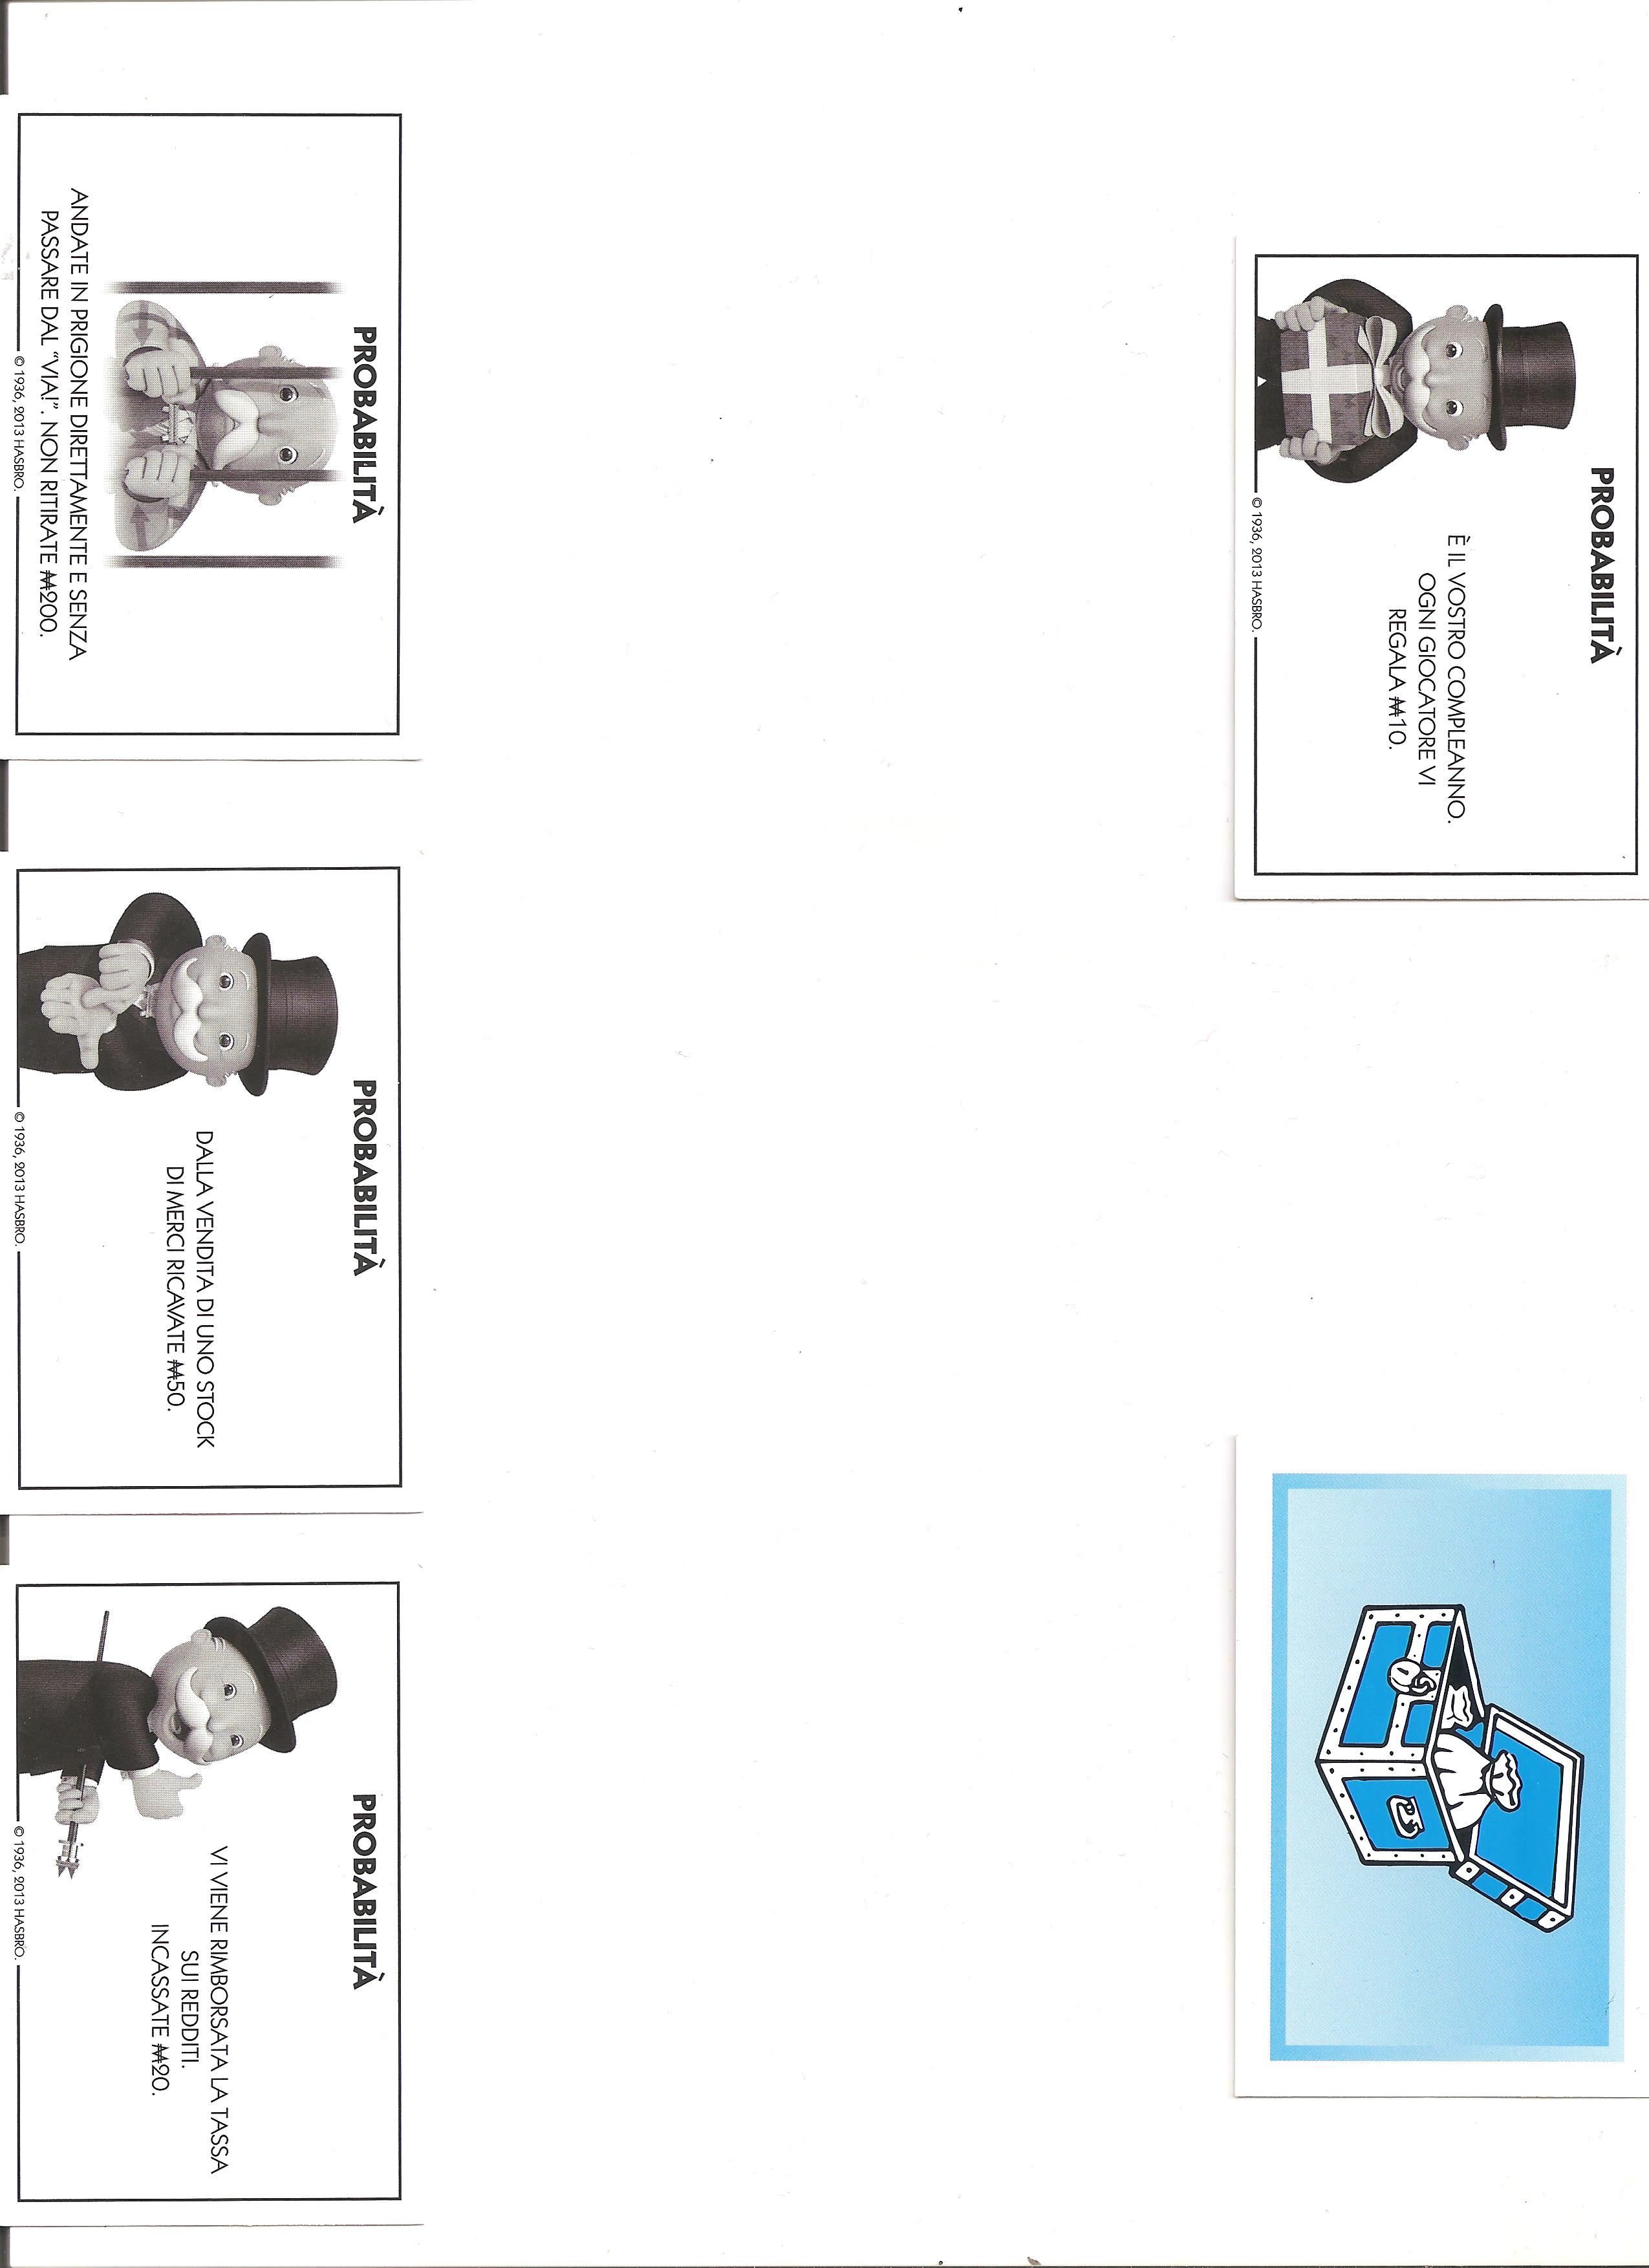 PROBABILITÀ
È IL VOSTRO COMPLEANNO.
OGNI GIOCATORE VI
REGALA ₩10.
© 1936, 2013 HASBRO.
PROBABILITÀ
ANDATE IN PRIGIONE DIRETTAMENTE E SENZA
PASSARE DAL “VIA!”. NON RITIRATE ₩200.
© 1936, 2013 HASBRO.
PROBABILITÀ
DALLA VENDITA DI UNO STOCK
DI MERCI RICAVATE ₩50.
© 1936, 2013 HASBRO.
PROBABILITÀ
VI VIENE RIMBORSATA LA TASSA
SUI REDDITI.
INCASSATE ₩20.
© 1936, 2013 HASBRO.